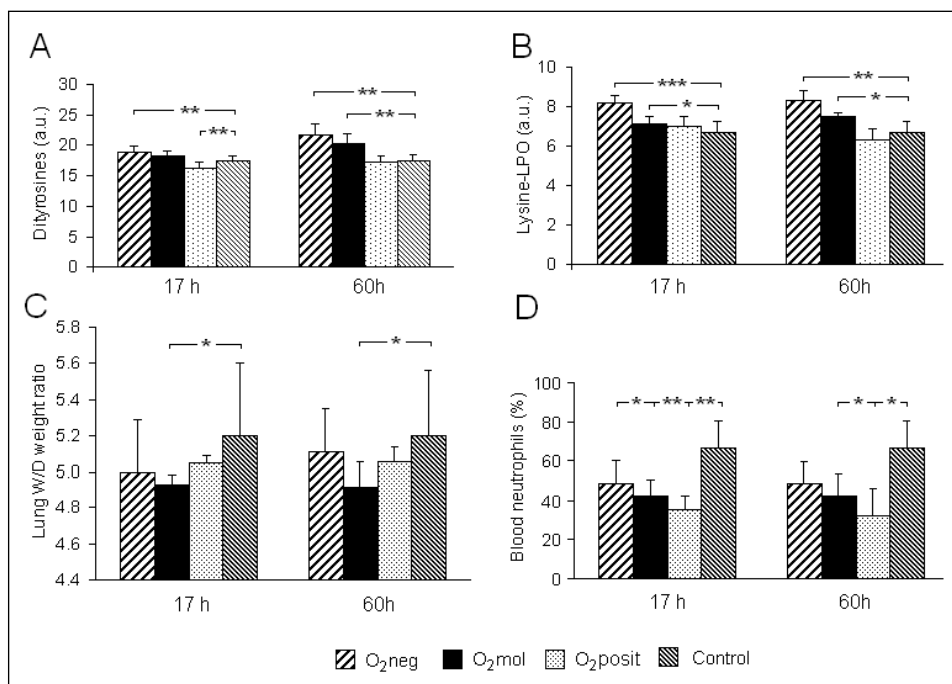 A
Dityrosines (a.u.)
30
25
20
15
10
5
0
**
**
**
**
17 h
60h
B
Lysine-LPO (a.u.)
10
8
6
4
2
0
***
*
**
*
17 h
60h
C
Lung W/D weight ratio
5.8
5.6
5.4
5.2
5.0
4.8
4.6
4.4
*
*
17 h
60h
D
Blood neutrophils (%)
100
80
60
40
20
0
* ** **
* *
17 h
60h
O₂neg O₂mol O₂posit Control